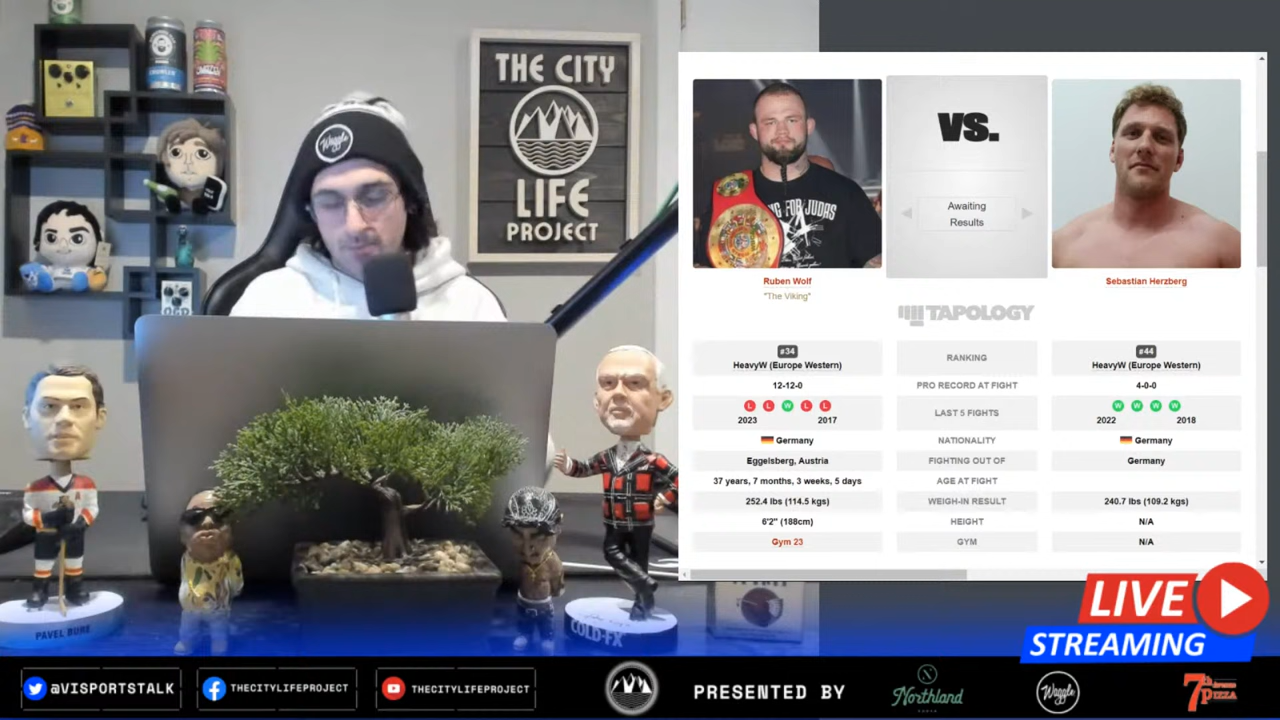 THE CITY
LIFE
PROJECT
Waggle
PAVEL BURE
COLD-FX
VS.
Awaiting
Results
Ruben Wolf
"The Viking"
Sebastian Herzberg
TAPOLOGY
#34
HeavyW (Europe Western)
RANKING
#44
HeavyW (Europe Western)
12-12-0
PRO RECORD AT FIGHT
4-0-0
L L W L L
2023 2017
LAST 5 FIGHTS
W W W W
2022 2018
Germany
NATIONALITY
Germany
Eggelsberg, Austria
FIGHTING OUT OF
Germany
37 years, 7 months, 3 weeks, 5 days
AGE AT FIGHT
252.4 lbs (114.5 kgs)
WEIGH-IN RESULT
240.7 lbs (109.2 kgs)
6'2" (188cm)
HEIGHT
N/A
Gym 23
GYM
N/A
LIVE
STREAMING
@VISPORTSTALK
THECITYLIFEPROJECT
THECITYLIFEPROJECT
PRESENTED BY
Northland
Waggle
7th
PIZZA